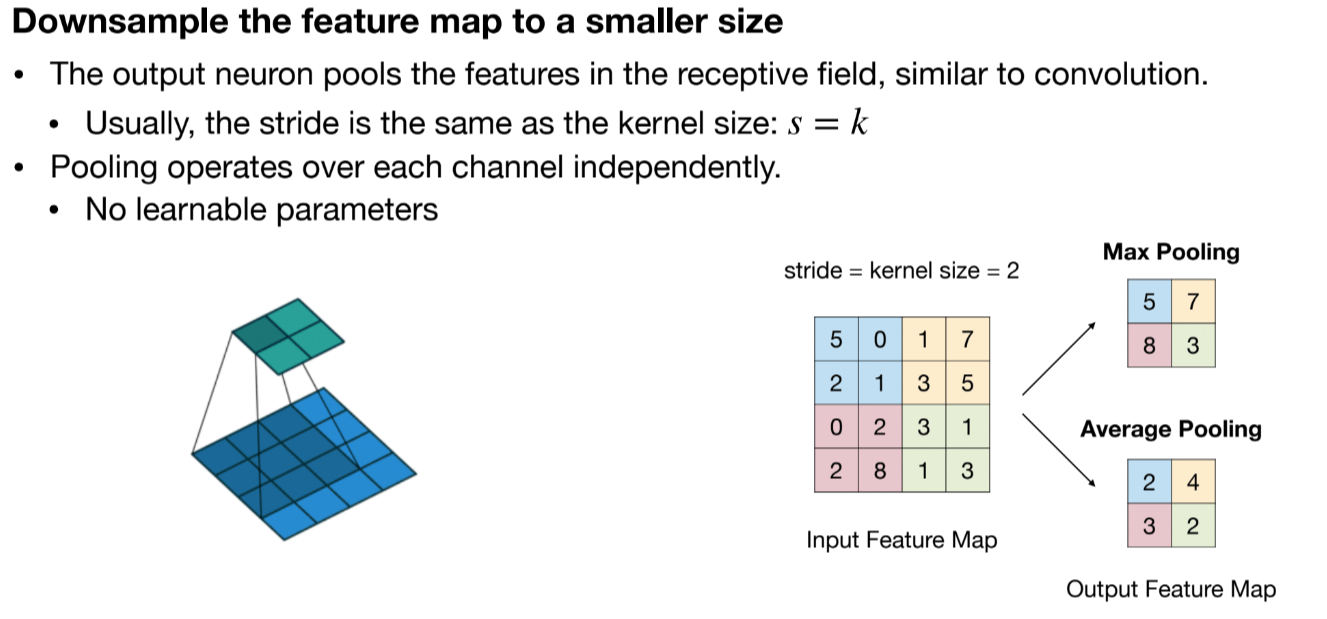 Downsample the feature map to a smaller size
• The output neuron pools the features in the receptive field, similar to convolution.
• Usually, the stride is the same as the kernel size: s = k
• Pooling operates over each channel independently.
• No learnable parameters
stride = kernel size = 2
5 0 1 7
2 1 3 5
0 2 3 1
2 8 1 3
Input Feature Map
Max Pooling
5 7
8 3
Average Pooling
2 4
3 2
Output Feature Map